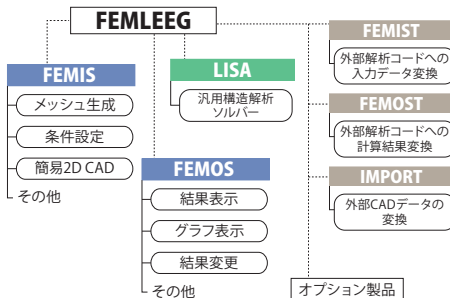 FEMLEEG
FEMIS
メッシュ生成
条件設定
簡易2D CAD
その他
LISA
汎用構造解析
ソルバー
FEMOS
結果表示
グラフ表示
結果変更
その他
FEMIST
外部解析コードへの
入力データ変換
FEMOST
外部解析コードへの
計算結果変換
IMPORT
外部CADデータの
変換
オプション製品